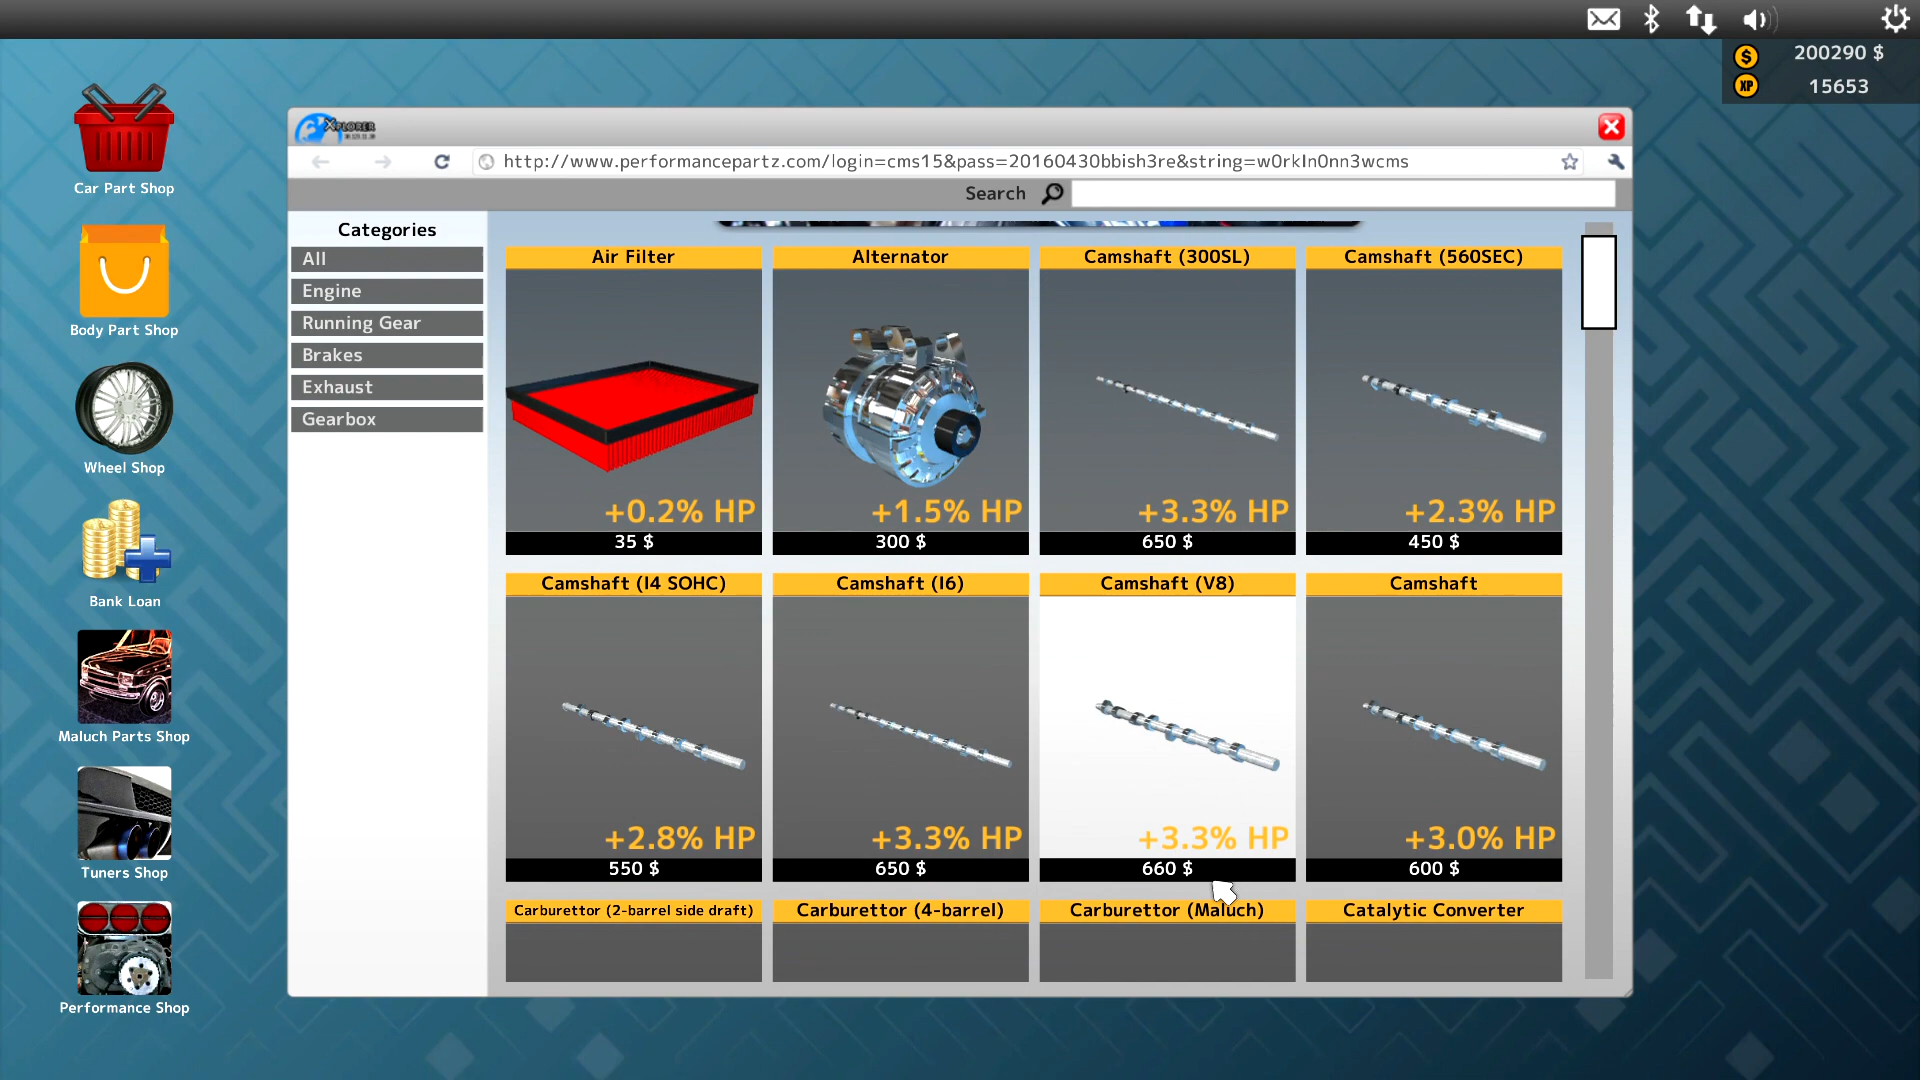 200290 $
XP
15653
Car Part Shop
Body Part Shop
Wheel Shop
Bank Loan
Maluch Parts Shop
Tuners Shop
Performance Shop
XPLORER
http://www.performancepartz.com/login=cms15&pass=20160430bbish3re&string=w0rkIn0nn3wcms
Search
Categories
All
Engine
Running Gear
Brakes
Exhaust
Gearbox
Air Filter
+0.2% HP
35 $
Alternator
+1.5% HP
300 $
Camshaft (300SL)
+3.3% HP
650 $
Camshaft (560SEC)
+2.3% HP
450 $
Camshaft (I4 SOHC)
+2.8% HP
550 $
Camshaft (I6)
+3.3% HP
650 $
Camshaft (V8)
+3.3% HP
660 $
Camshaft
+3.0% HP
600 $
Carburettor (2-barrel side draft)
Carburettor (4-barrel)
Carburettor (Maluch)
Catalytic Converter